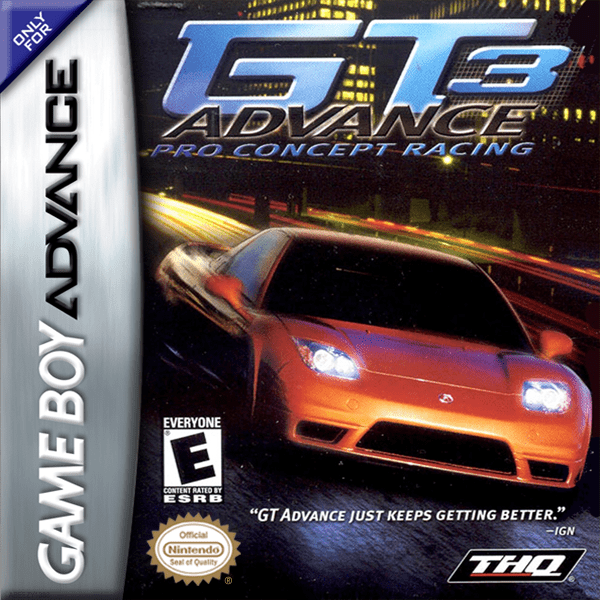 ONLY
FOR
GAME BOY ADVANCE
GT3
ADVANCE
PRO CONCEPT RACING
EVERYONE
E
CONTENT RATED BY
ESRB
Official
Nintendo
Seal of Quality
®
"GT ADVANCE JUST KEEPS GETTING BETTER."
–IGN
THQ